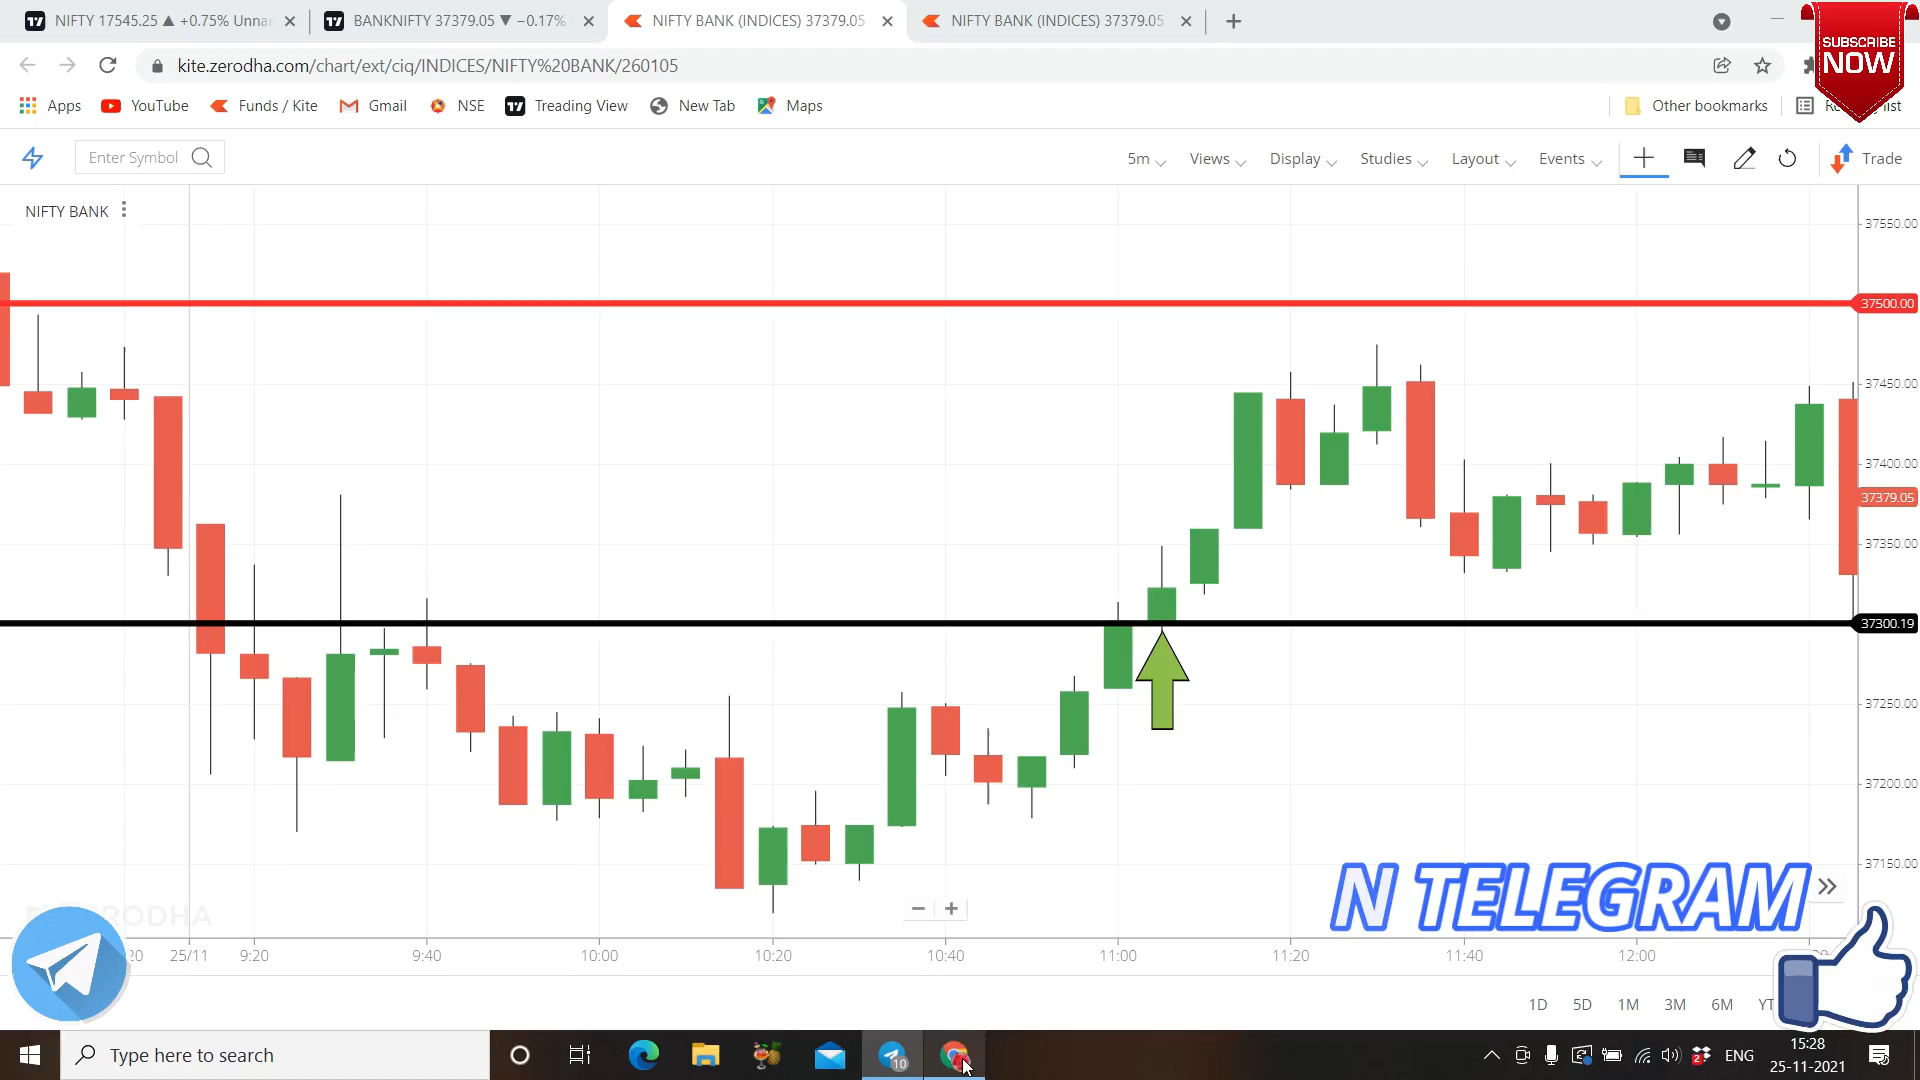 NIFTY 17545.25 ▲ +0.75% Unna
BANKNIFTY 37379.05 ▼ −0.17%
NIFTY BANK (INDICES) 37379.05
NIFTY BANK (INDICES) 37379.05
SUBSCRIBE
NOW
kite.zerodha.com/chart/ext/ciq/INDICES/NIFTY%20BANK/260105
Apps
YouTube
Funds / Kite
Gmail
NSE
Treading View
New Tab
Maps
Other bookmarks
Enter Symbol
5m
Views
Display
Studies
Layout
Events
Trade
NIFTY BANK
37550.00
37500.00
37450.00
37400.00
37379.05
37350.00
37300.19
37250.00
37200.00
37150.00
N TELEGRAM
25/11
9:20
9:40
10:00
10:20
10:40
11:00
11:20
11:40
12:00
1D
5D
1M
3M
6M
YT
Type here to search
10
2
ENG
15:28
25-11-2021